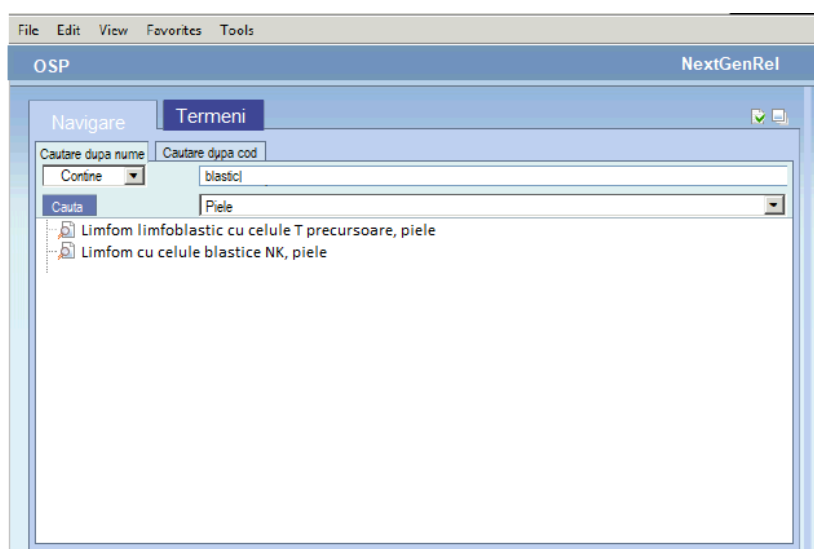 File Edit View Favorites Tools
OSP NextGenRel
Navigare Termeni
Cautare dupa nume Cautare dupa cod
Contine blastic
Cauta Piele
Limfom limfoblastic cu celule T precursoare, piele
Limfom cu celule blastice NK, piele